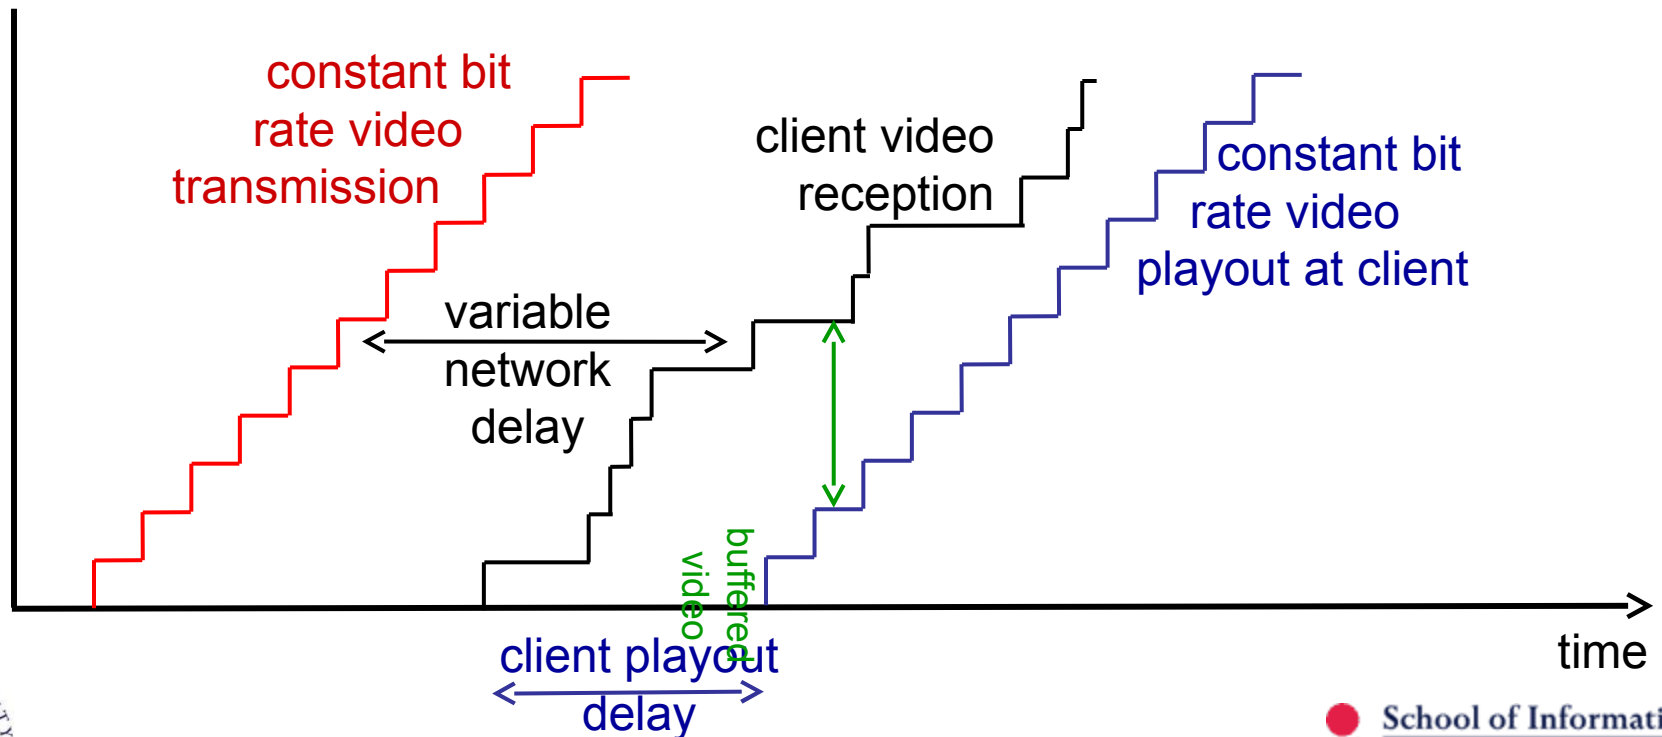 constant bit
rate video
transmission
variable
network
delay
client video
reception
constant bit
rate video
playout at client
buffered
video
client playout
delay
time
School of Informati